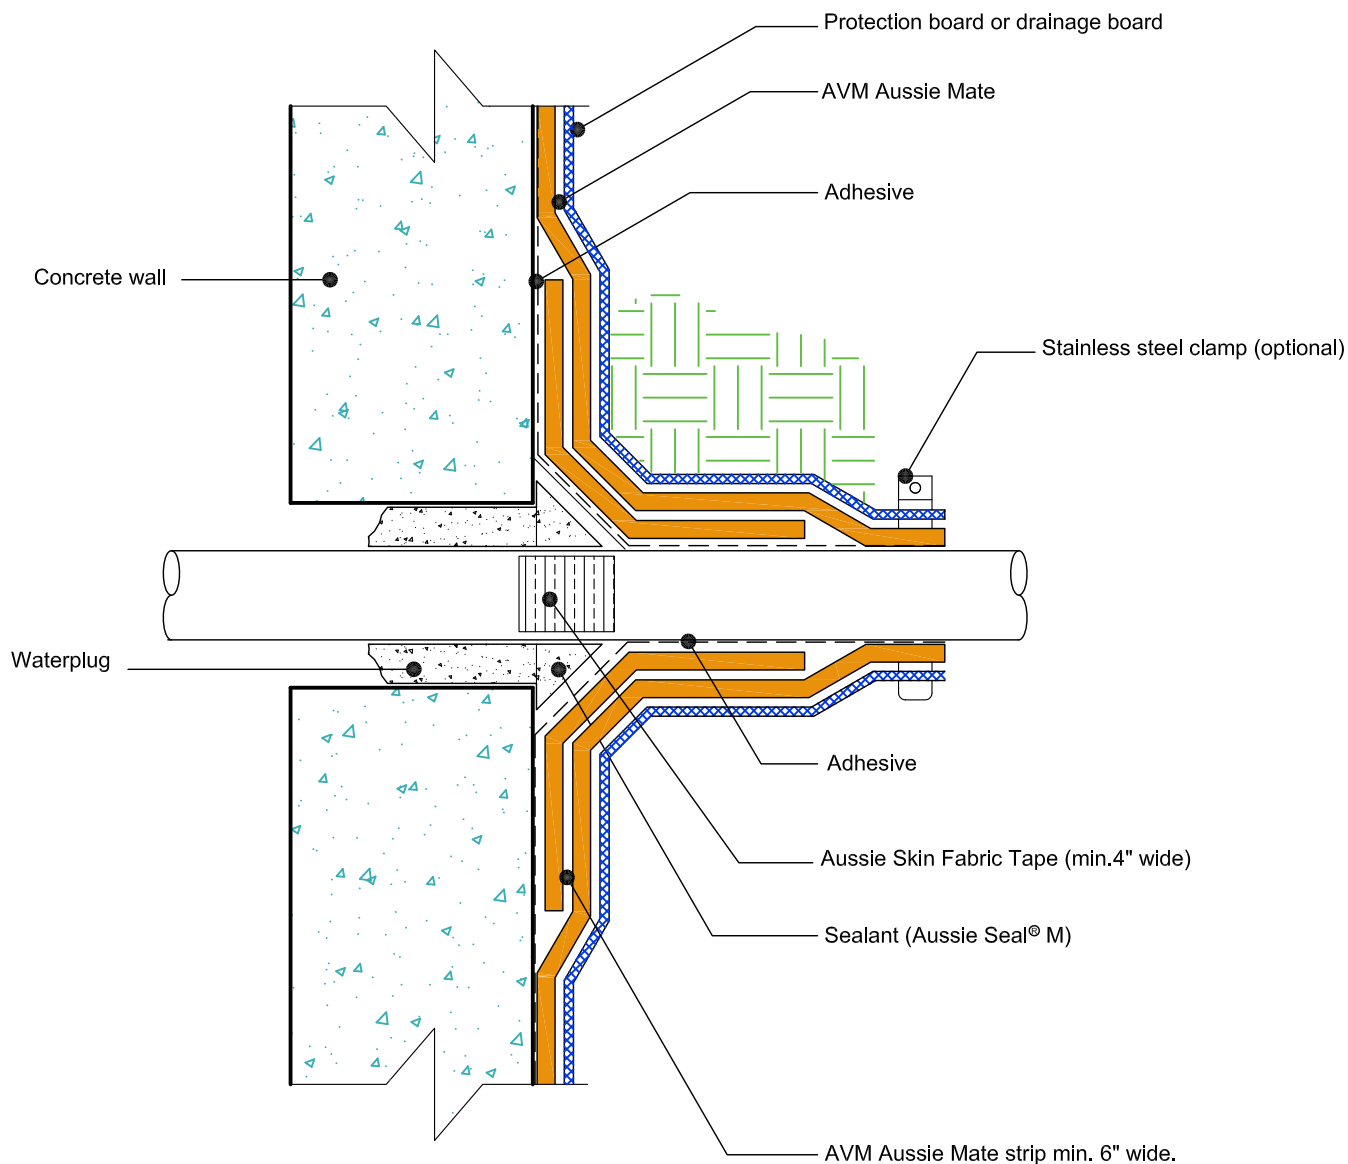 Protection board or drainage board
AVM Aussie Mate
Adhesive
Concrete wall
Stainless steel clamp (optional)
Waterplug
Adhesive
Aussie Skin Fabric Tape (min.4" wide)
Sealant (Aussie Seal® M)
AVM Aussie Mate strip min. 6" wide.